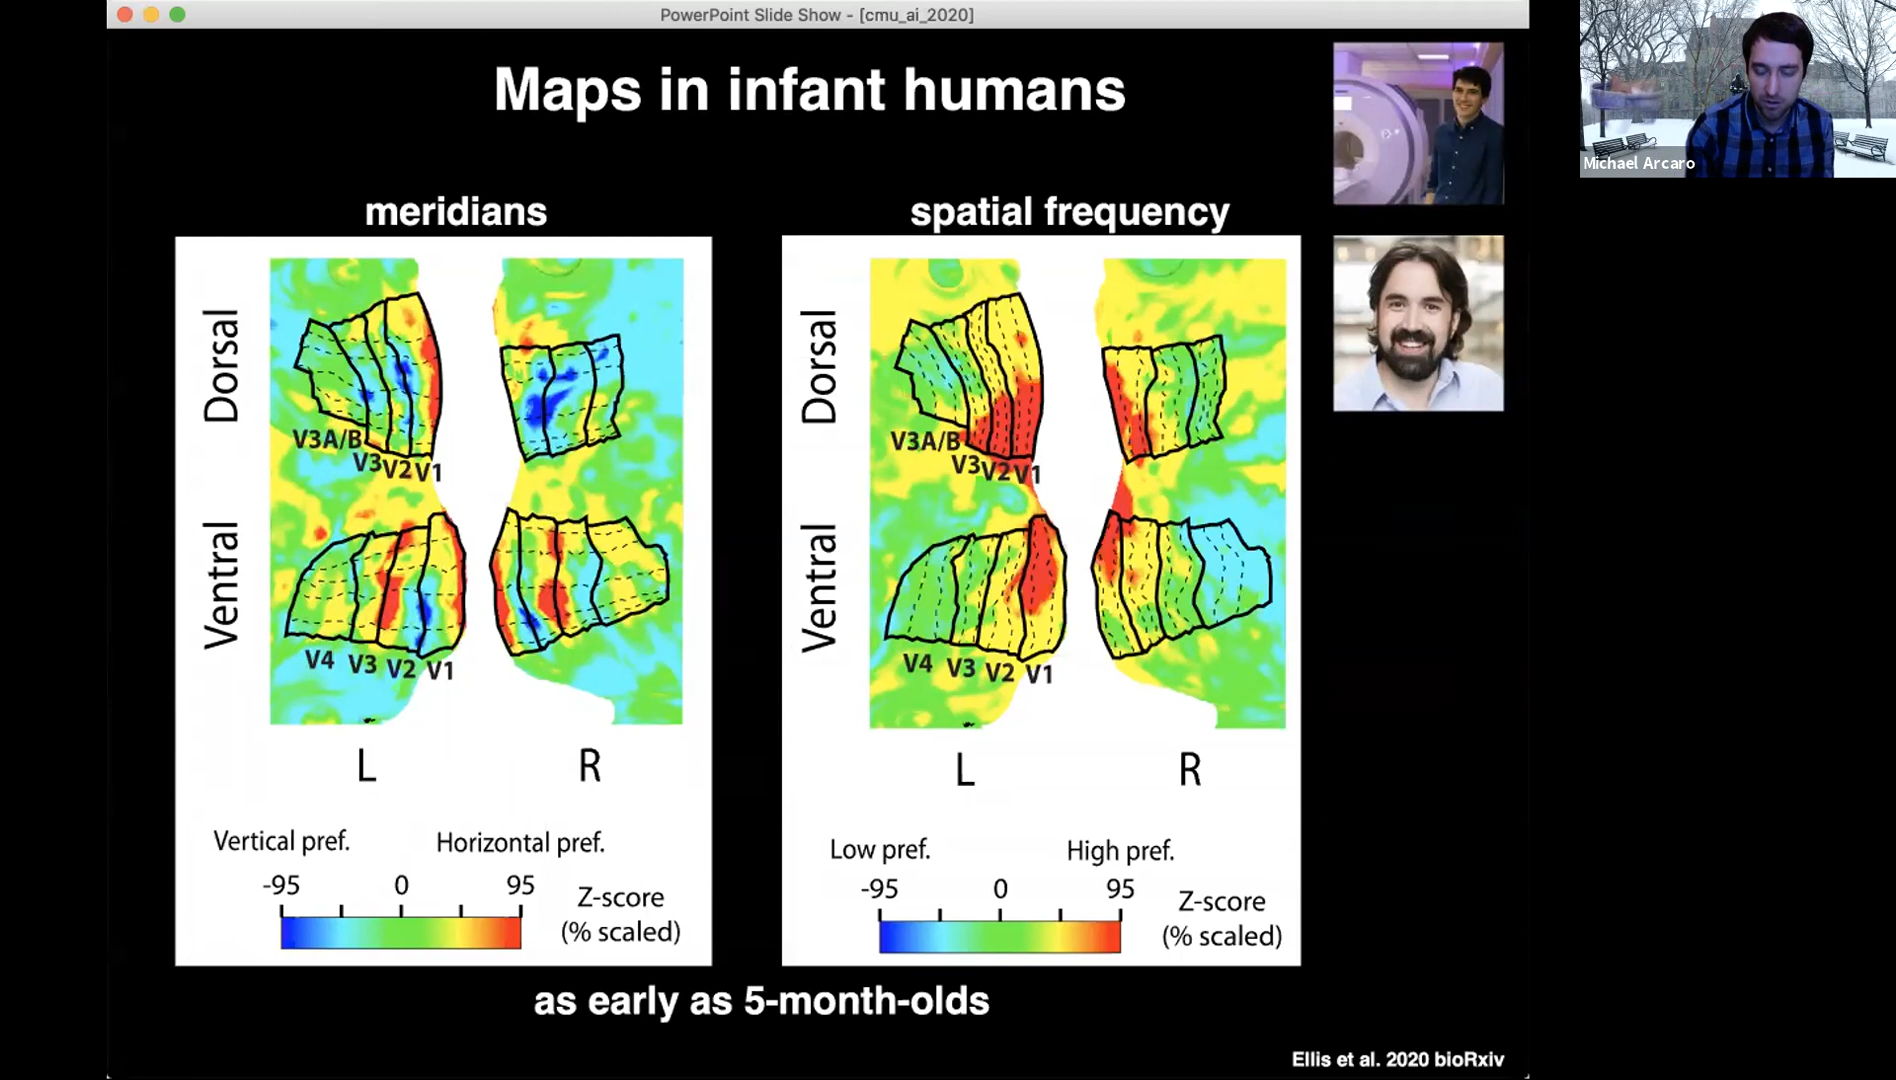 PowerPoint Slide Show - [cmu_ai_2020]
Maps in infant humans
Michael Arcaro
meridians
spatial frequency
Dorsal
V3A/B
V3 V2 V1
Ventral
V4 V3 V2 V1
L R
Vertical pref. Horizontal pref.
-95 0 95
Z-score
(% scaled)
Dorsal
V3A/B
V3 V2 V1
Ventral
V4 V3 V2 V1
L R
Low pref. High pref.
-95 0 95
Z-score
(% scaled)
as early as 5-month-olds
Ellis et al. 2020 bioRxiv